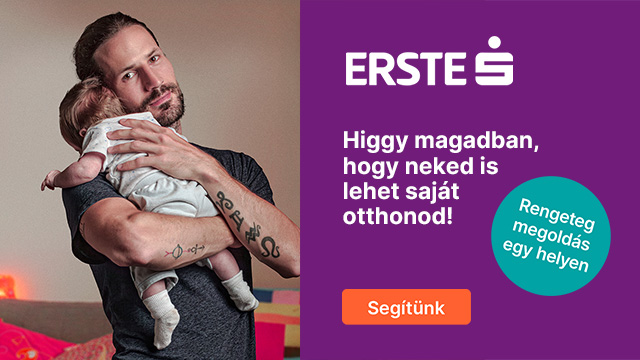 ERSTE
Higgy magadban,
hogy neked is
lehet saját
otthonod!
Rengeteg
megoldás
egy helyen
Segítünk